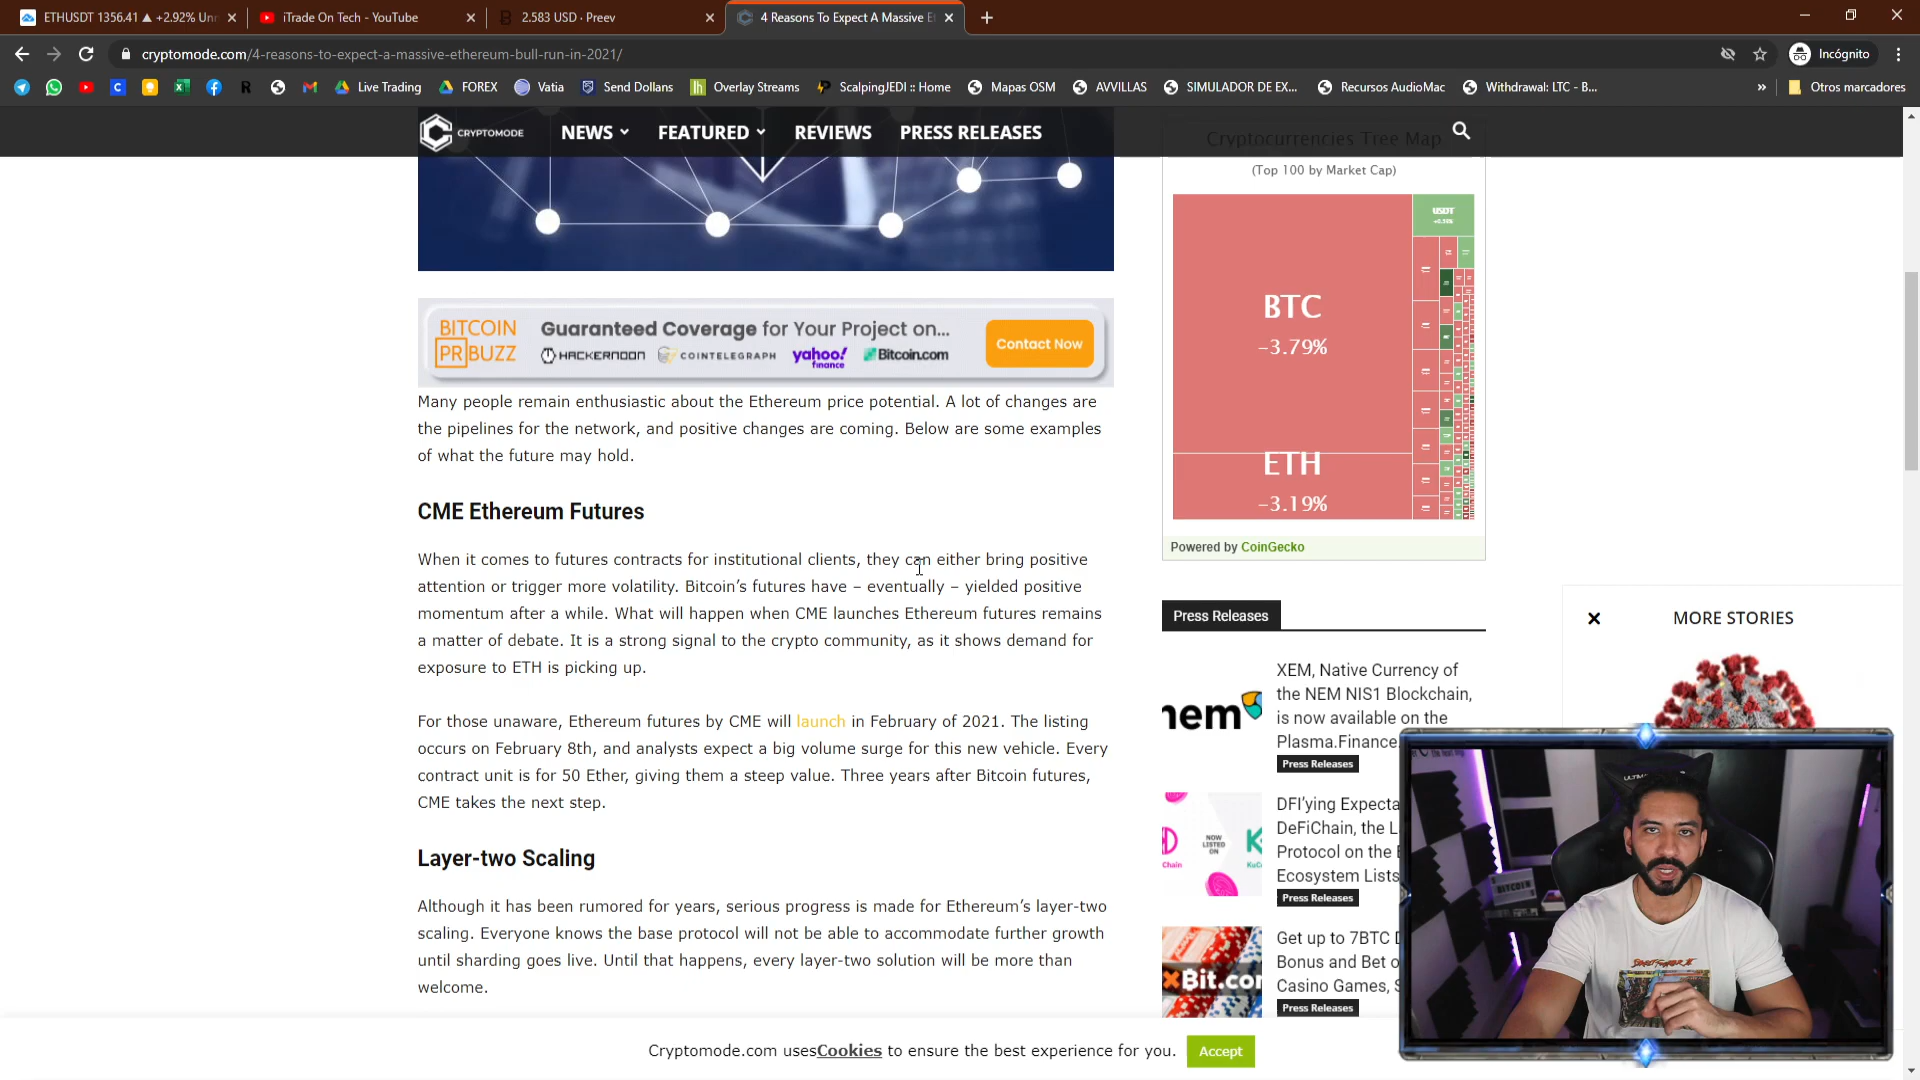 ETHUSDT 1356.41 ▲ +2.92% Unr
iTrade On Tech - YouTube
2.583 USD · Preev
4 Reasons To Expect A Massive Et
cryptomode.com/4-reasons-to-expect-a-massive-ethereum-bull-run-in-2021/
Incógnito
Live Trading
FOREX
Vatia
Send Dollans
Overlay Streams
ScalpingJEDI :: Home
Mapas OSM
AVVILLAS
SIMULADOR DE EX...
Recursos AudioMac
Withdrawal: LTC - B...
»
Otros marcadores
CRYPTOMODE
NEWS
FEATURED
REVIEWS
PRESS RELEASES
BITCOIN
PR BUZZ
Guaranteed Coverage for Your Project on...
HACKERNOON
COINTELEGRAPH
yahoo!
finance
Bitcoin.com
Contact Now
Many people remain enthusiastic about the Ethereum price potential. A lot of changes are
the pipelines for the network, and positive changes are coming. Below are some examples
of what the future may hold.
CME Ethereum Futures
When it comes to futures contracts for institutional clients, they can either bring positive
attention or trigger more volatility. Bitcoin's futures have – eventually – yielded positive
momentum after a while. What will happen when CME launches Ethereum futures remains
a matter of debate. It is a strong signal to the crypto community, as it shows demand for
exposure to ETH is picking up.
For those unaware, Ethereum futures by CME will launch in February of 2021. The listing
occurs on February 8th, and analysts expect a big volume surge for this new vehicle. Every
contract unit is for 50 Ether, giving them a steep value. Three years after Bitcoin futures,
CME takes the next step.
Layer-two Scaling
Although it has been rumored for years, serious progress is made for Ethereum's layer-two
scaling. Everyone knows the base protocol will not be able to accommodate further growth
until sharding goes live. Until that happens, every layer-two solution will be more than
welcome.
Cryptocurrencies Tree Map
(Top 100 by Market Cap)
USDT
BTC
-3.79%
ETH
-3.19%
Powered by CoinGecko
Press Releases
nem
XEM, Native Currency of
the NEM NIS1 Blockchain,
is now available on the
Plasma.Finance
Press Releases
NOW
LISTED
ON
Chain
KuC
DFI'ying Expecta
DeFiChain, the L
Protocol on the
Ecosystem Lists
Press Releases
Bit.co
Get up to 7BTC
Bonus and Bet o
Casino Games, S
Press Releases
MORE STORIES
BITCOIN
Cryptomode.com uses Cookies to ensure the best experience for you.
Accept